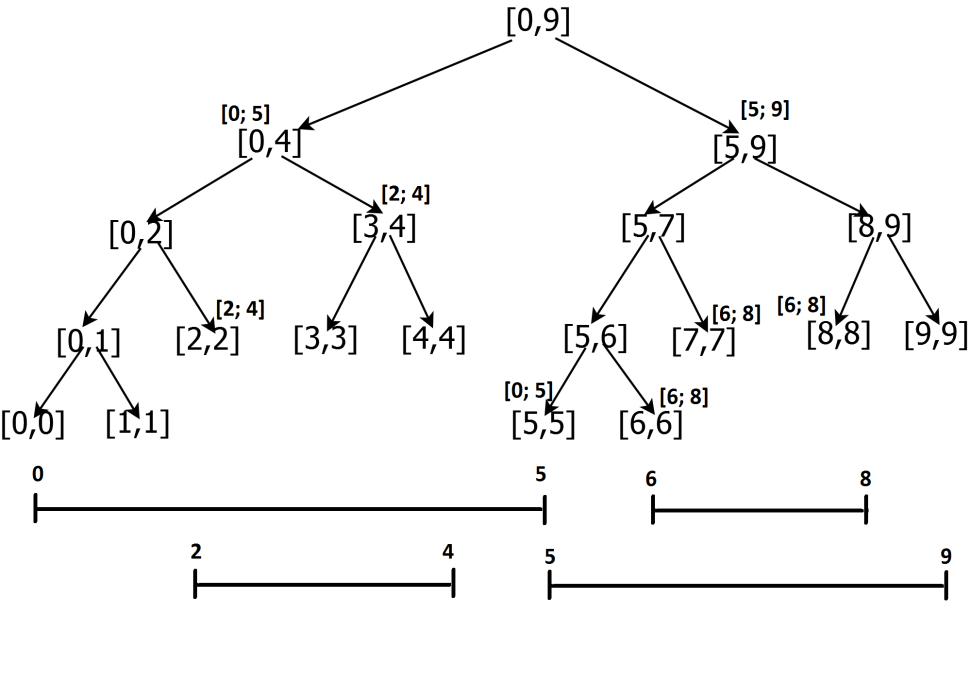 [0,9]
[0; 5] [5; 9]
[0,4] [5,9]
[2; 4]
[0,2] [3,4] [5,7] [8,9]
[2; 4] [6; 8] [6; 8]
[0,1] [2,2] [3,3] [4,4] [5,6] [7,7] [8,8] [9,9]
[0; 5] [6; 8]
[0,0] [1,1] [5,5] [6,6]
0 5 6 8
2 4 5 9